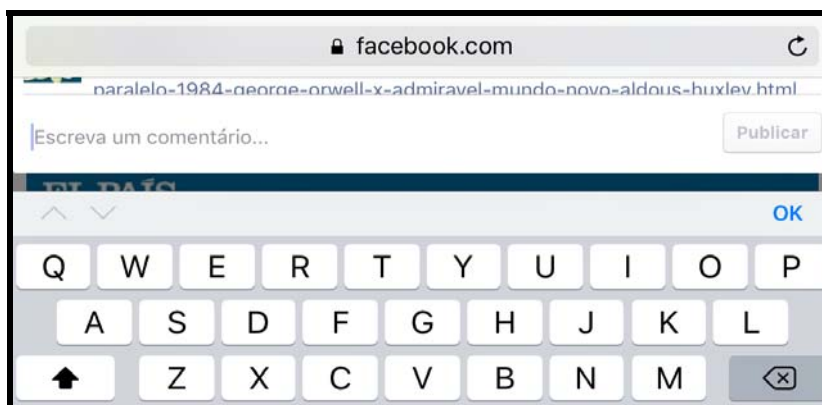 facebook.com
paralelo-1984-george-orwell-x-admiravel-mundo-novo-aldous-huxley.html
Escreva um comentário...
Publicar
EL PAÍS
OK
Q W E R T Y U I O P
A S D F G H J K L
Z X C V B N M